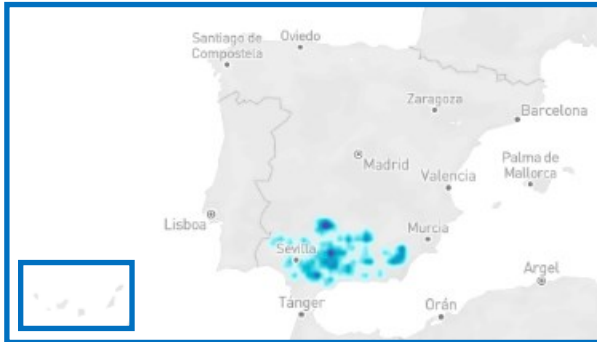 Santiago de
Compostela
Oviedo
Zaragoza
Barcelona
Madrid
Palma de
Mallorca
Valencia
Lisboa
Murcia
Sevilla
Argel
Tánger
Orán